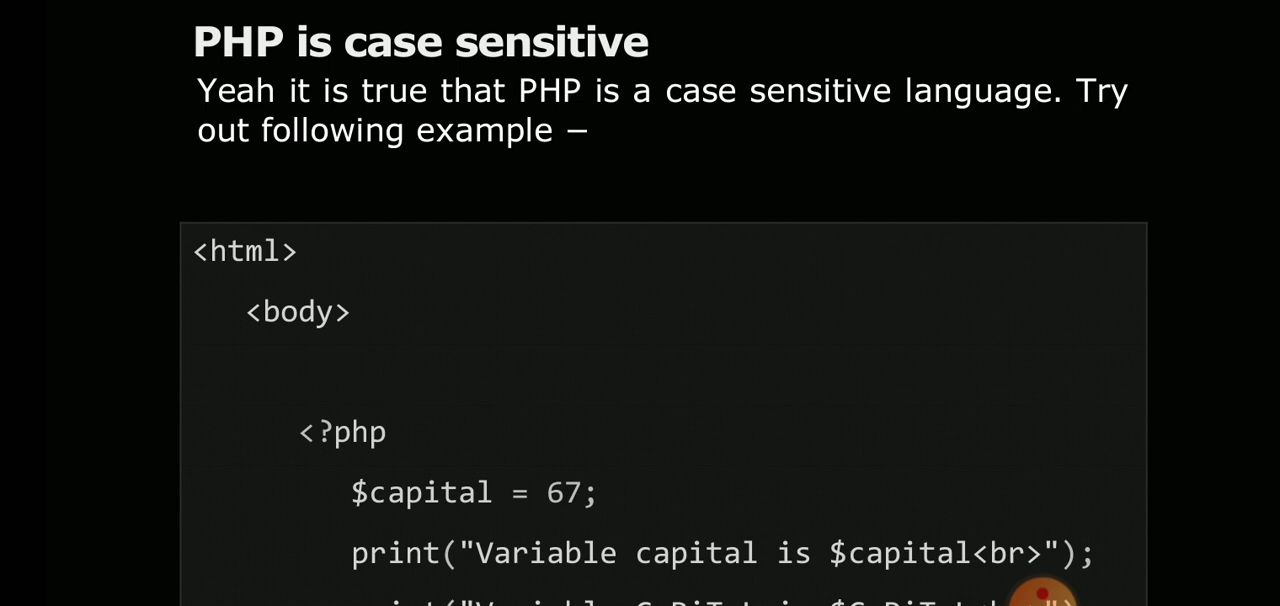 PHP is case sensitive
Yeah it is true that PHP is a case sensitive language. Try
out following example −
<html>
<body>
<?php
$capital = 67;
print("Variable capital is $capital<br>");